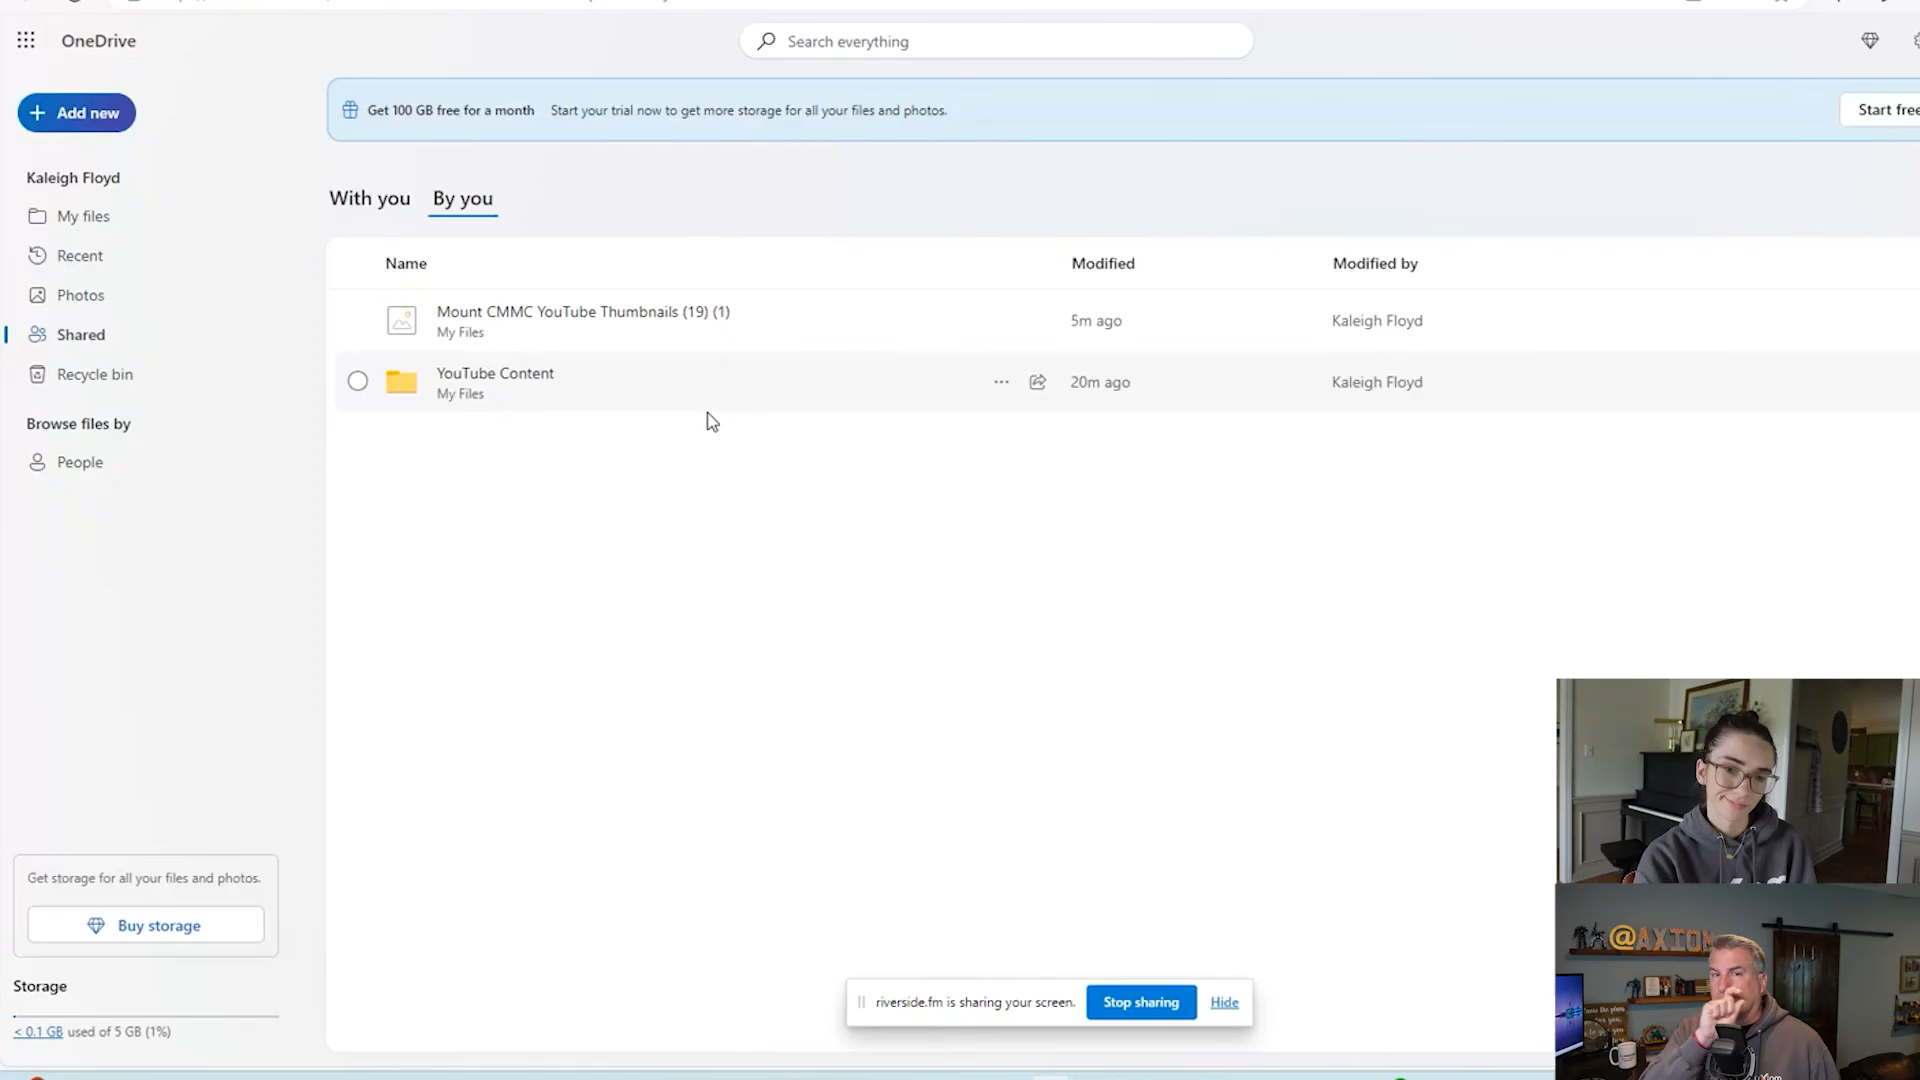 OneDrive
Search everything
Add new
Get 100 GB free for a month Start your trial now to get more storage for all your files and photos.
Start free
Kaleigh Floyd
My files
Recent
Photos
Shared
Recycle bin
Browse files by
People
With you By you
Name Modified Modified by
Mount CMMC YouTube Thumbnails (19) (1)
My Files
5m ago Kaleigh Floyd
YouTube Content
My Files
20m ago Kaleigh Floyd
Get storage for all your files and photos.
Buy storage
Storage
< 0.1 GB used of 5 GB (1%)
riverside.fm is sharing your screen. Stop sharing Hide
@AXIOM